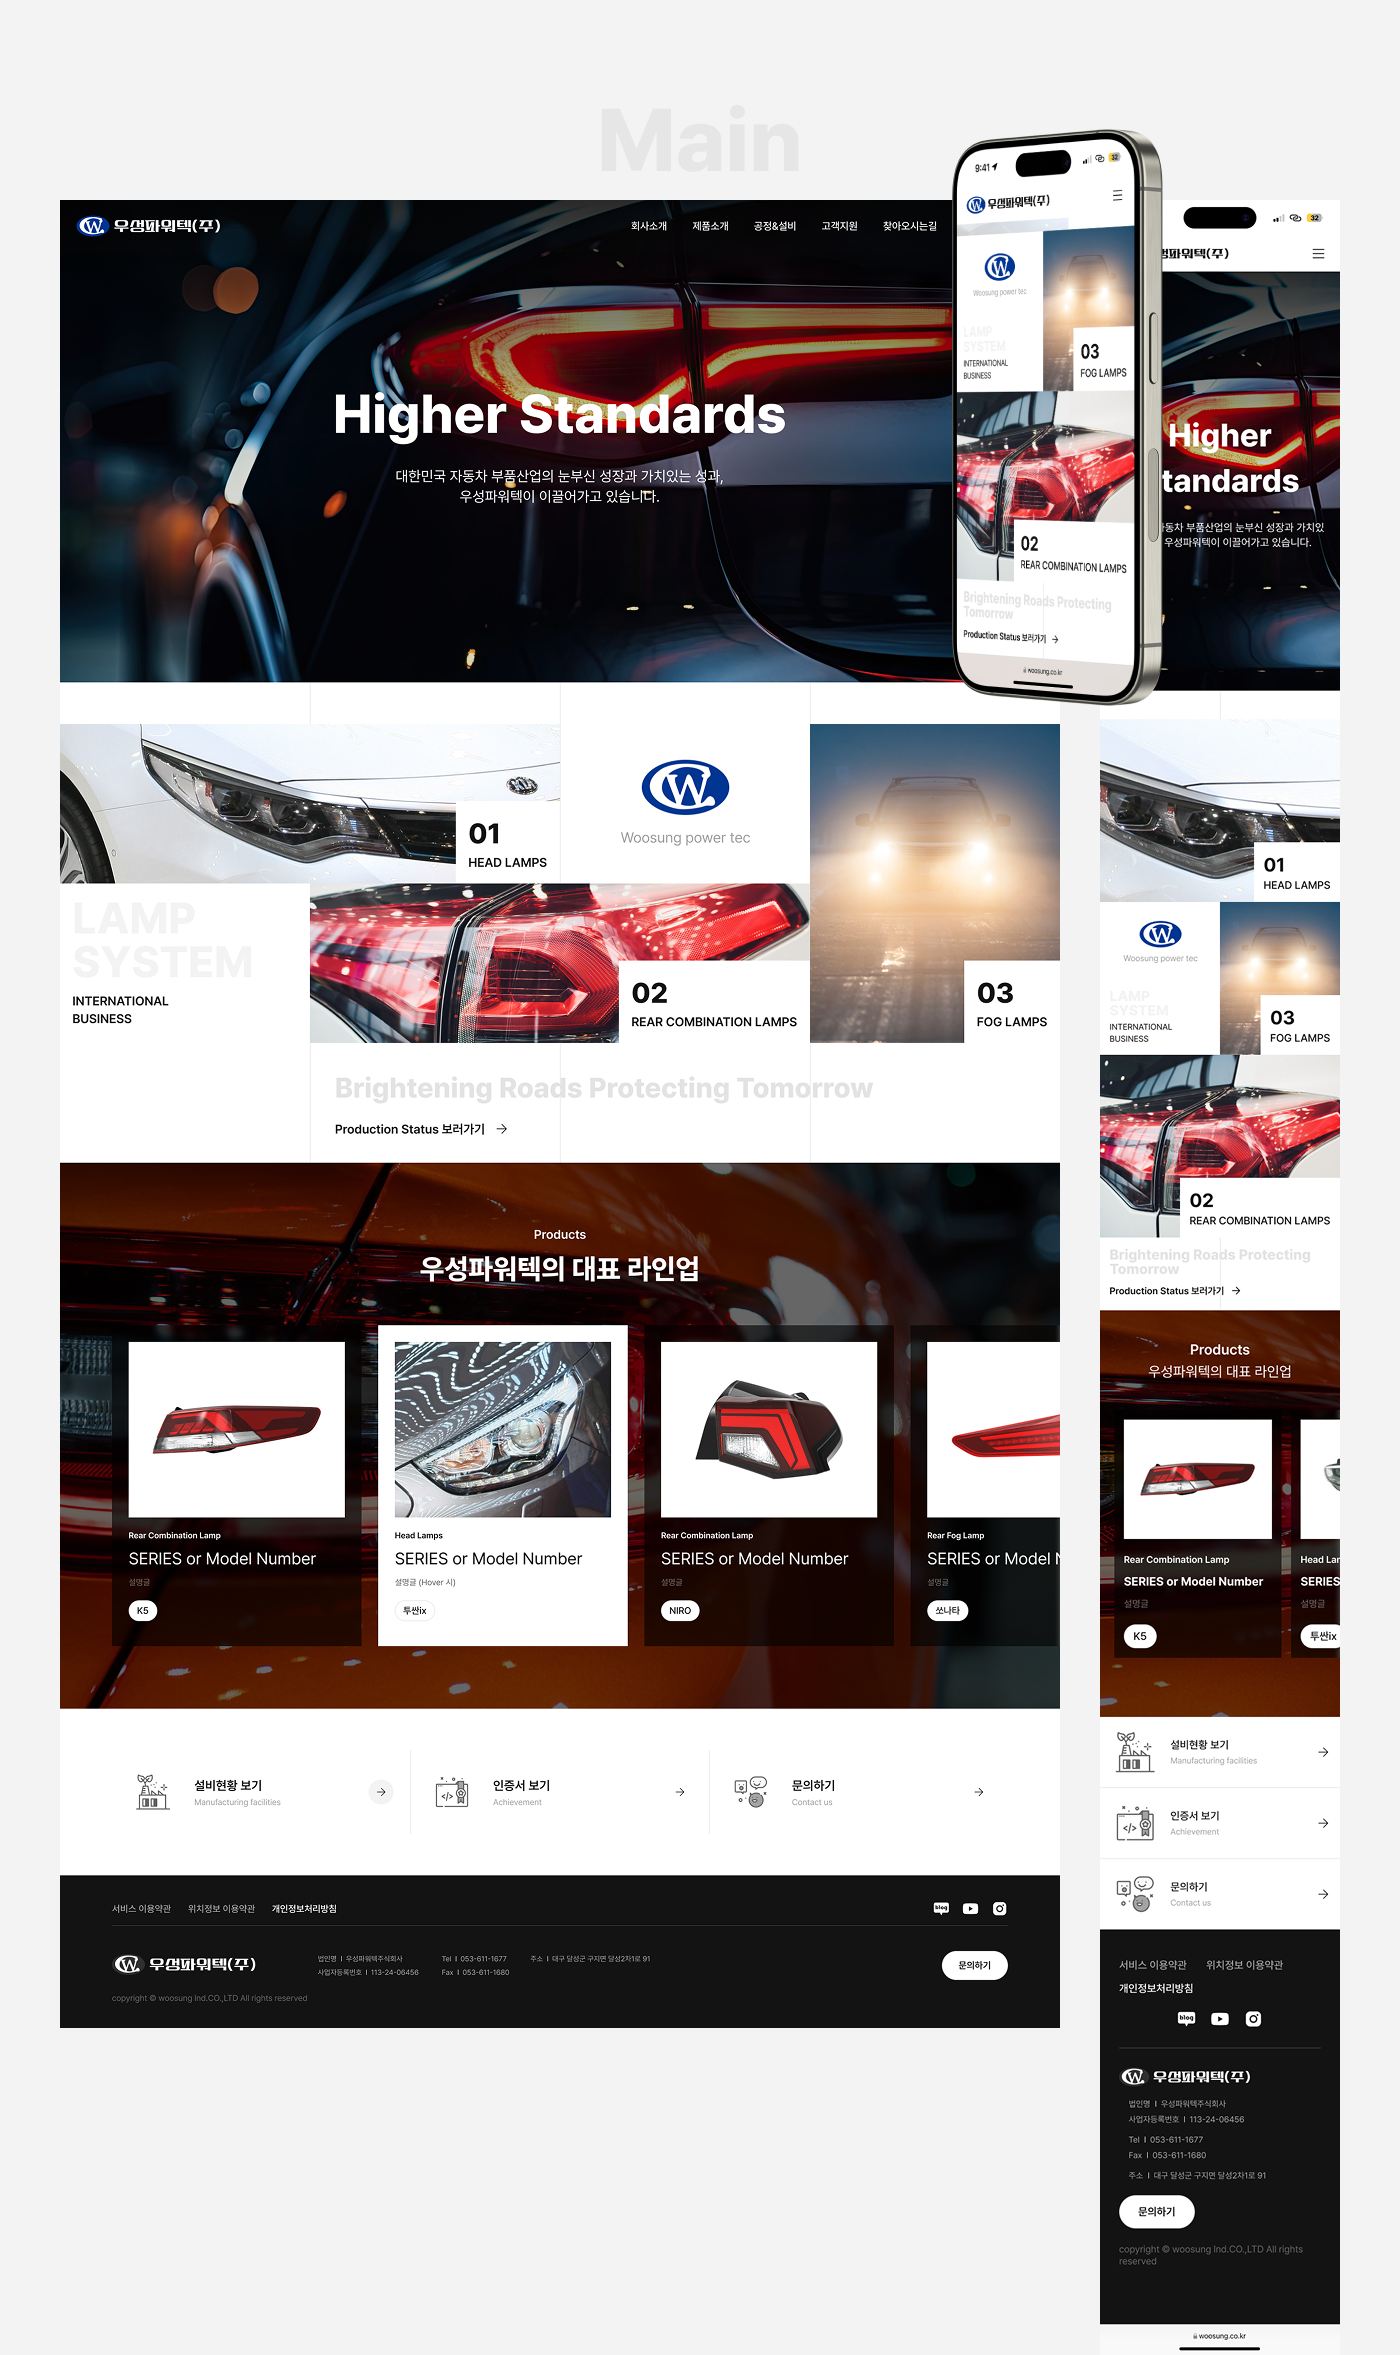 Main
우성파워텍(주)
회사소개
제품소개
공정&설비
고객지원
찾아오시는길
Higher Standards
대한민국 자동차 부품산업의 눈부신 성장과 가치있는 성과,
우성파워텍이 이끌어가고 있습니다.
01
HEAD LAMPS
Woosung power tec
LAMP
SYSTEM
INTERNATIONAL
BUSINESS
02
REAR COMBINATION LAMPS
03
FOG LAMPS
Brightening Roads Protecting Tomorrow
Production Status 보러가기
Products
우성파워텍의 대표 라인업
Rear Combination Lamp
SERIES or Model Number
설명글
K5
Head Lamps
SERIES or Model Number
설명글 (Hover 시)
투싼ix
Rear Combination Lamp
SERIES or Model Number
설명글
NIRO
Rear Fog Lamp
SERIES or Model N
설명글
쏘나타
설비현황 보기
Manufacturing facilities
인증서 보기
Achievement
문의하기
Contact us
서비스 이용약관
위치정보 이용약관
개인정보처리방침
blog
우성파워텍(주)
법인명 | 우성파워텍주식회사
사업자등록번호 | 113-24-06456
Tel | 053-611-1677
Fax | 053-611-1680
주소 | 대구 달성군 구지면 달성2차1로 91
문의하기
copyright © woosung Ind.CO.,LTD All rights reserved
9:41
32
우성파워텍(주)
Woosung power tec
LAMP
SYSTEM
INTERNATIONAL
BUSINESS
03
FOG LAMPS
02
REAR COMBINATION LAMPS
Brightening Roads Protecting
Tomorrow
Production Status 보러가기
woosung.co.kr
32
성파워텍(주)
Higher
tandards
동차 부품산업의 눈부신 성장과 가치있
우성파워텍이 이끌어가고 있습니다.
01
HEAD LAMPS
Woosung power tec
LAMP
SYSTEM
INTERNATIONAL
BUSINESS
03
FOG LAMPS
02
REAR COMBINATION LAMPS
Brightening Roads Protecting
Tomorrow
Production Status 보러가기
Products
우성파워텍의 대표 라인업
Rear Combination Lamp
SERIES or Model Number
설명글
K5
Head Lar
SERIES
설명글
투싼ix
설비현황 보기
Manufacturing facilities
인증서 보기
Achievement
문의하기
Contact us
서비스 이용약관
위치정보 이용약관
개인정보처리방침
blog
우성파워텍(주)
법인명 | 우성파워텍주식회사
사업자등록번호 | 113-24-06456
Tel | 053-611-1677
Fax | 053-611-1680
주소 | 대구 달성군 구지면 달성2차1로 91
문의하기
copyright © woosung Ind.CO.,LTD All rights
reserved
woosung.co.kr